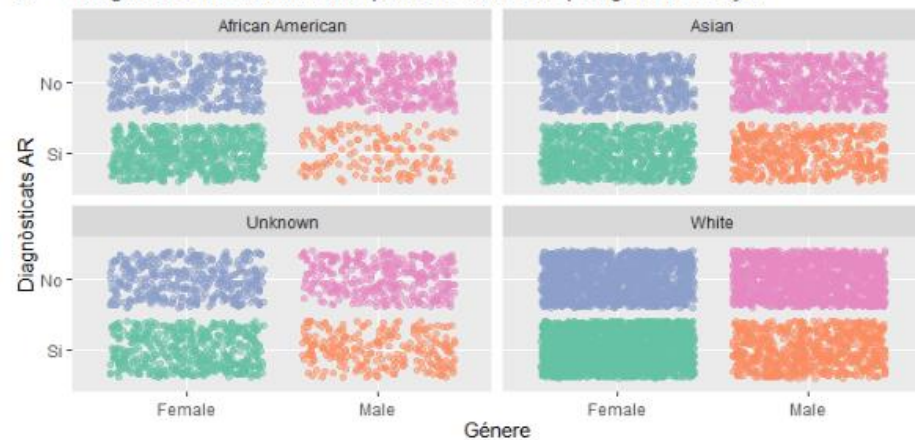 African American
Asian
No
Si
Unknown
White
No
Si
Diagnòsticats AR
Female
Male
Female
Male
Génere